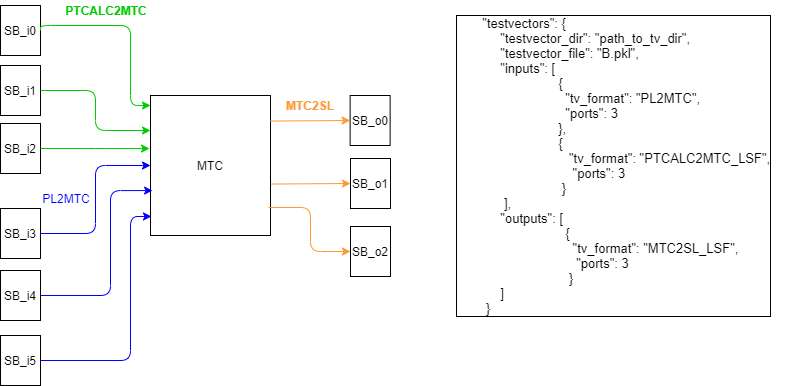 PTCALC2MTC
SB_i0
SB_i1
SB_i2
PL2MTC
SB_i3
SB_i4
SB_i5
MTC
MTC2SL
SB_o0
SB_o1
SB_o2
"testvectors": {
"testvector_dir": "path_to_tv_dir",
"testvector_file": "B.pkl",
"inputs": [
{
"tv_format": "PL2MTC",
"ports": 3
},
{
"tv_format": "PTCALC2MTC_LSF",
"ports": 3
}
],
"outputs": [
{
"tv_format": "MTC2SL_LSF",
"ports": 3
}
]
}